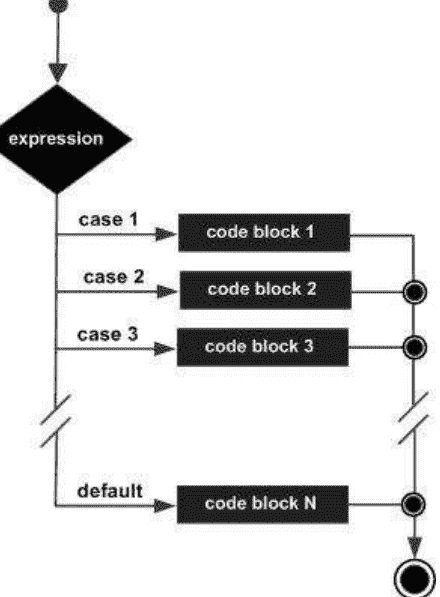 expression
case 1
code block 1
case 2
code block 2
case 3
code block 3
default
code block N